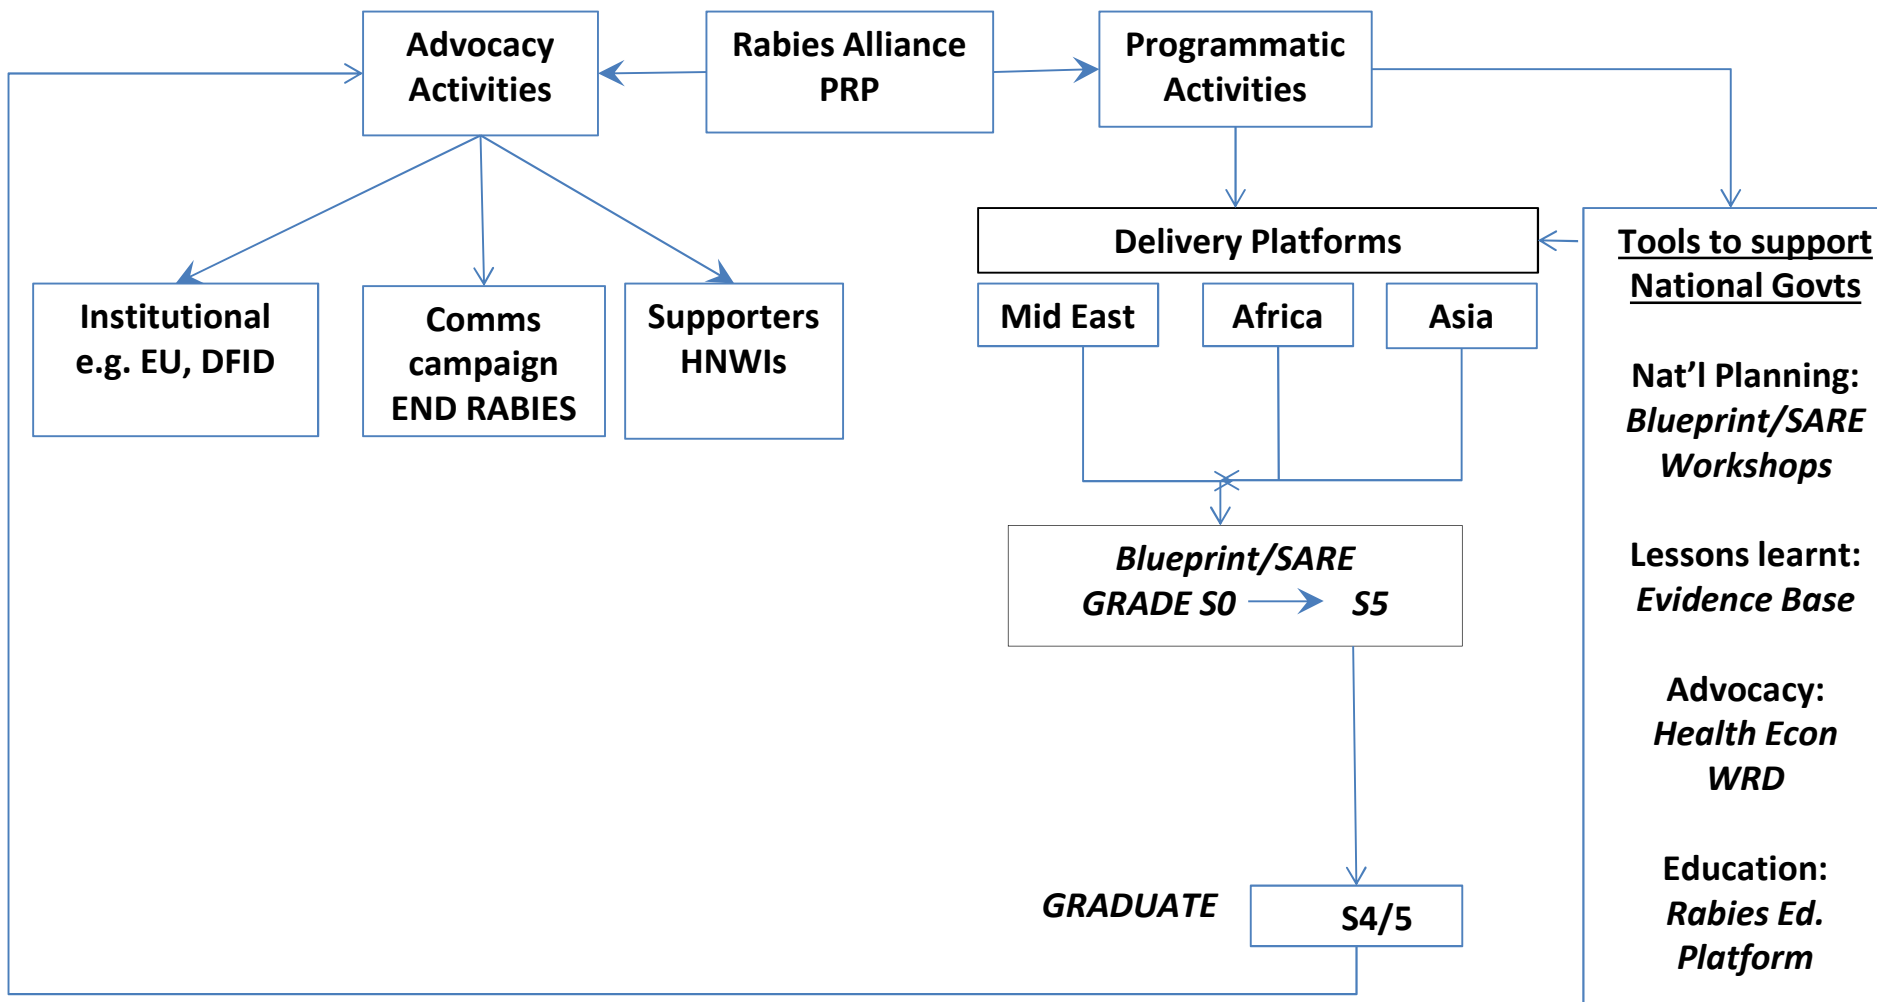 Advocacy
Activities
Rabies Alliance
PRP
Programmatic
Activities
Institutional
e.g. EU, DFID
Comms
campaign
END RABIES
Supporters
HNWIs
Delivery Platforms
Mid East
Africa
Asia
Blueprint/SARE
GRADE S0 S5
GRADUATE
S4/5
Tools to support
National Govts
Nat’l Planning:
Blueprint/SARE
Workshops
Lessons learnt:
Evidence Base
Advocacy:
Health Econ
WRD
Education:
Rabies Ed.
Platform